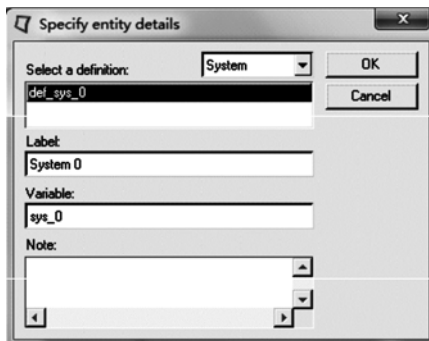 Specify entity details
Select a definition:
System
OK
def_sys_0
Cancel
Label:
System 0
Variable:
sys_0
Note: